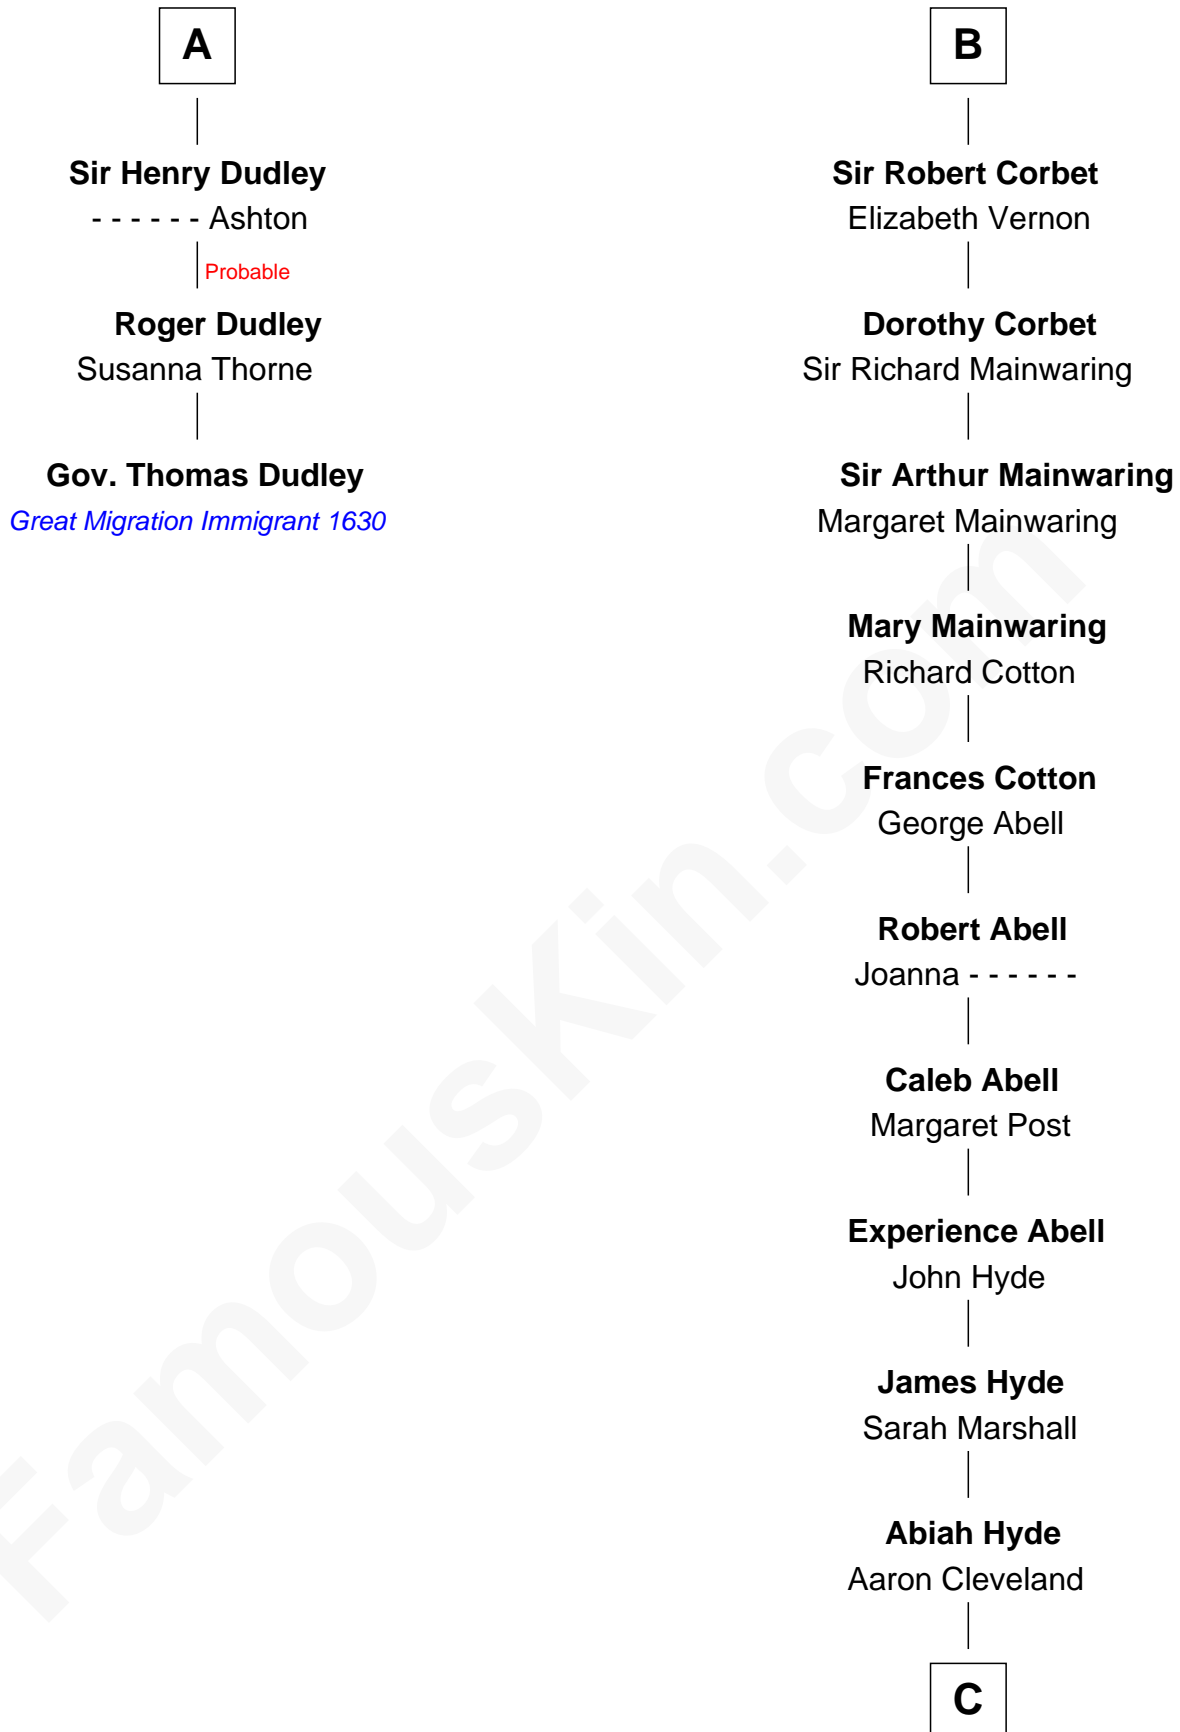 A
Sir Henry Dudley
- - - - - - Ashton
Probable
Roger Dudley
Susanna Thorne
Gov. Thomas Dudley
Great Migration Immigrant 1630
B
Sir Robert Corbet
Elizabeth Vernon
Dorothy Corbet
Sir Richard Mainwaring
Sir Arthur Mainwaring
Margaret Mainwaring
Mary Mainwaring
Richard Cotton
Frances Cotton
George Abell
Robert Abell
Joanna - - - - - -
Caleb Abell
Margaret Post
Experience Abell
John Hyde
James Hyde
Sarah Marshall
Abiah Hyde
Aaron Cleveland
C
FamousKin.com